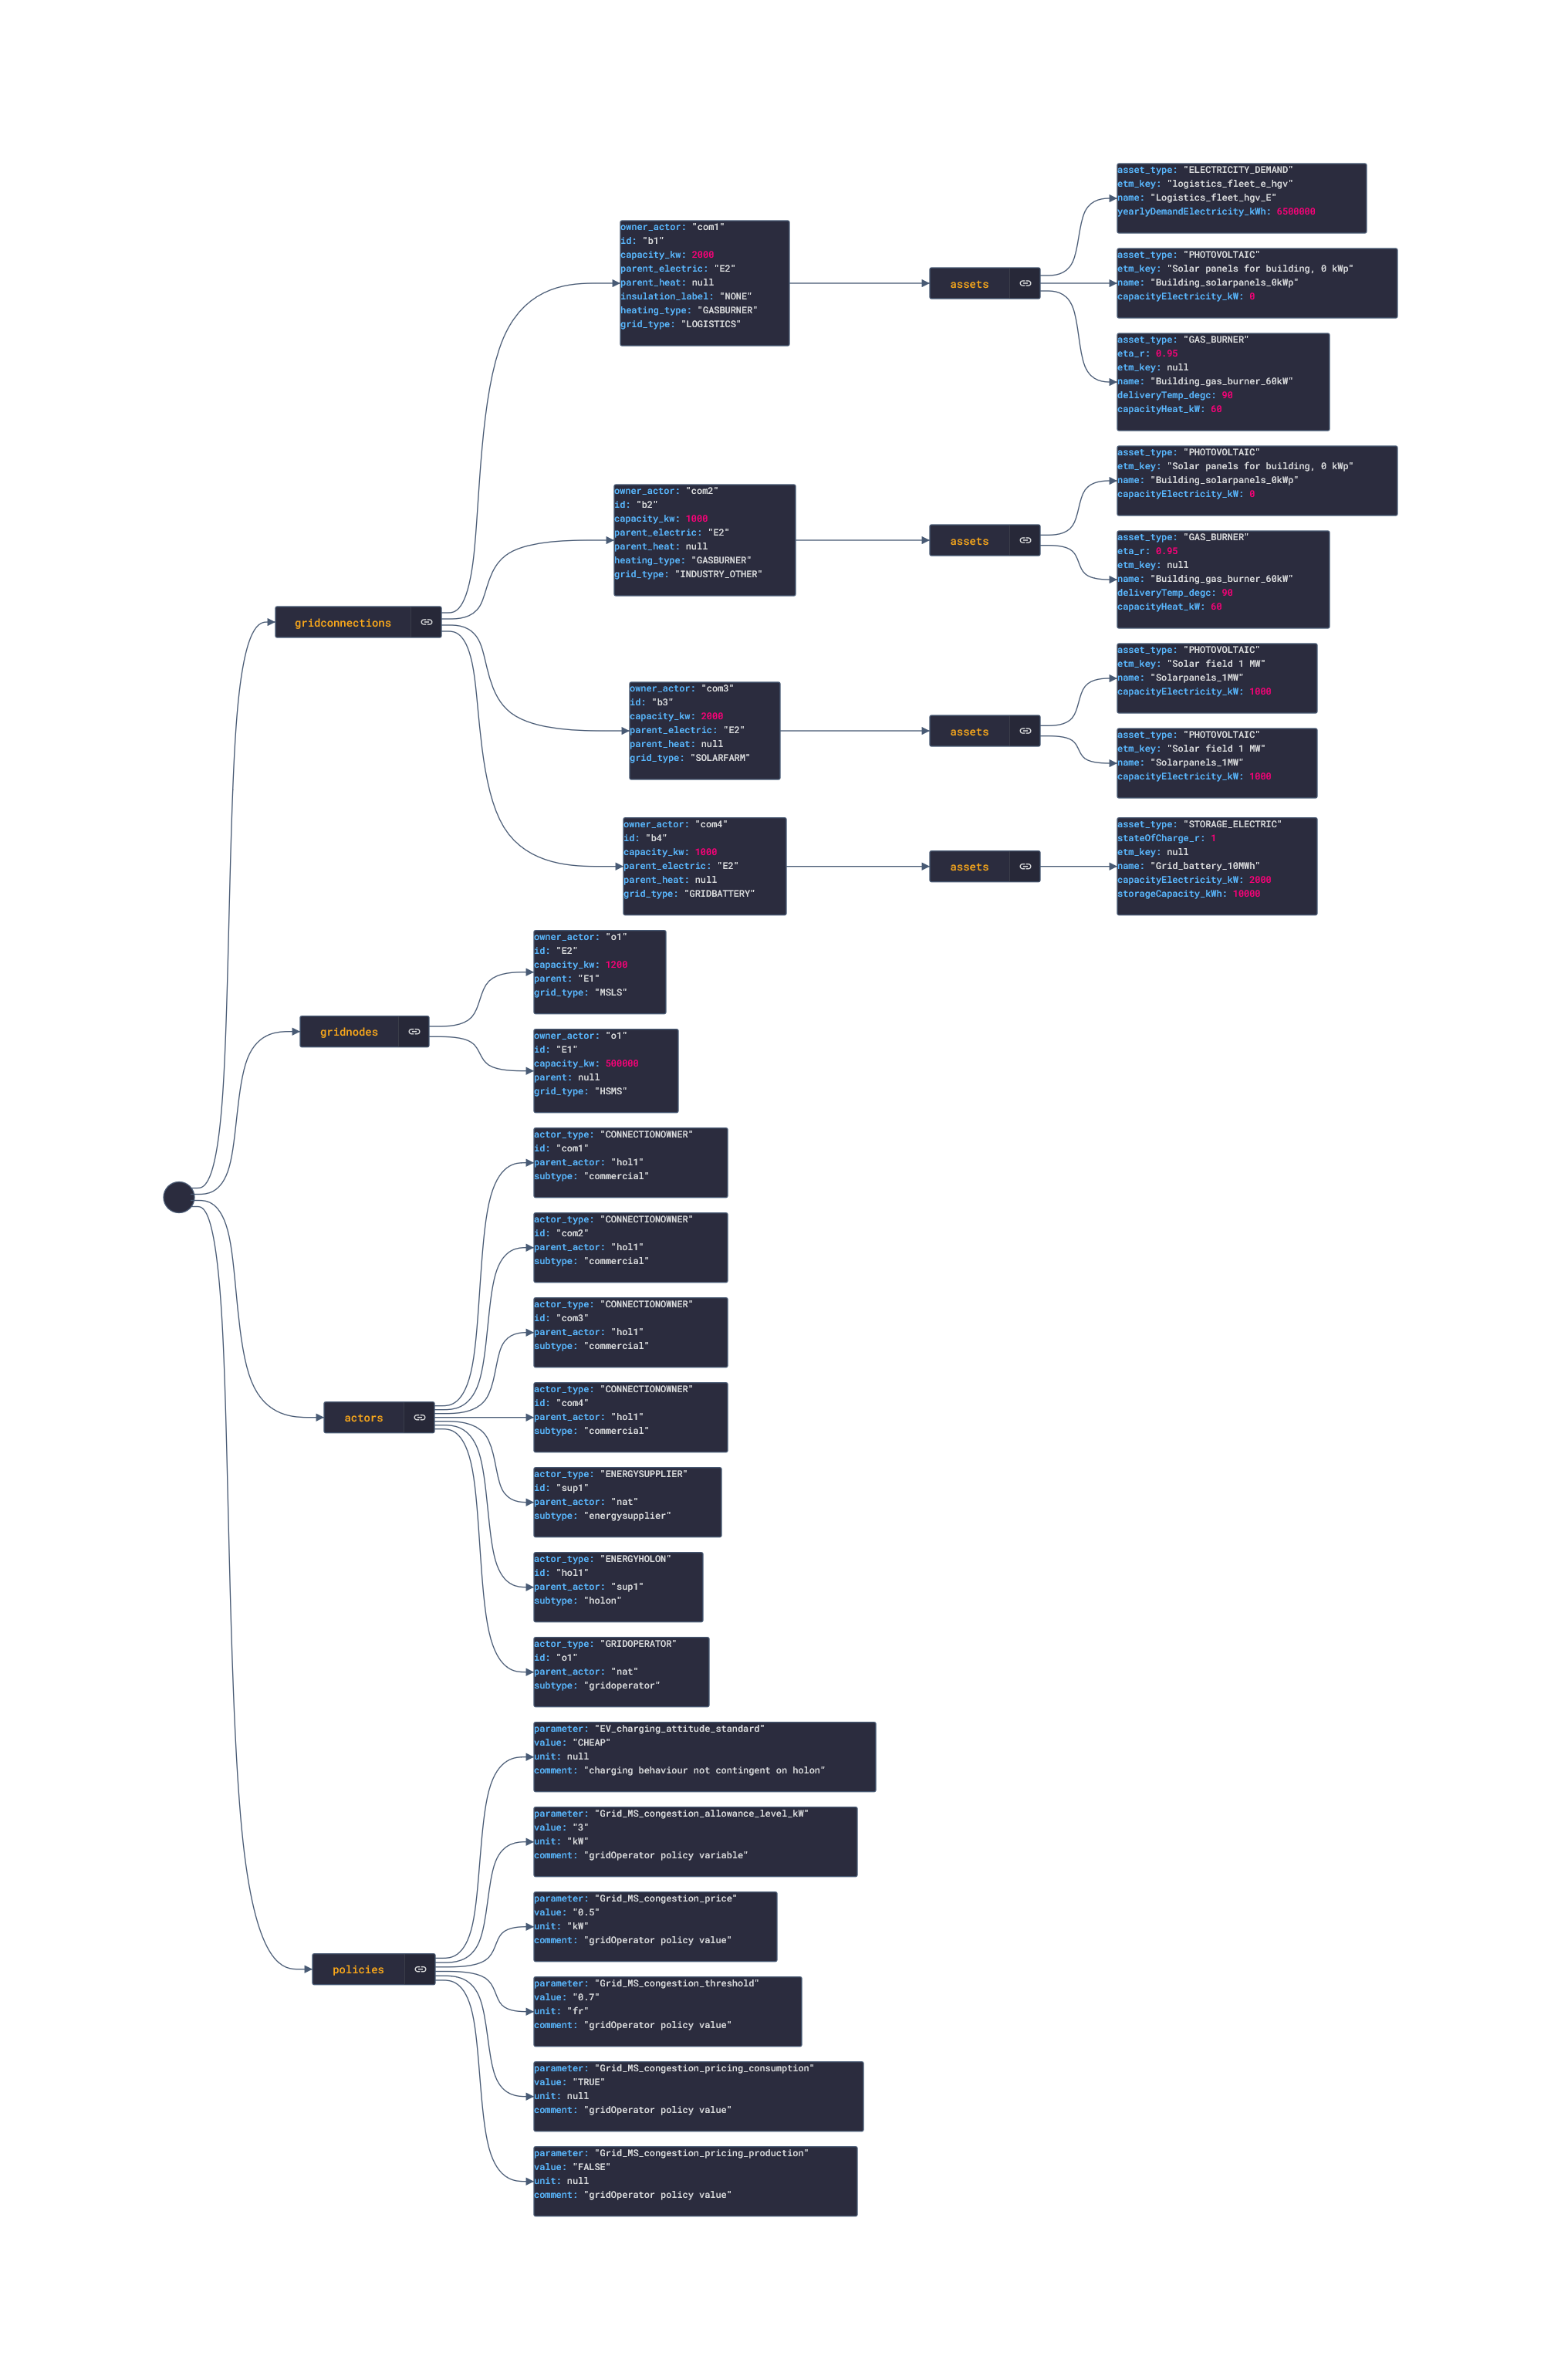 gridconnections
owner_actor: "com1"
id: "b1"
capacity_kw: 2000
parent_electric: "E2"
parent_heat: null
insulation_label: "NONE"
heating_type: "GASBURNER"
grid_type: "LOGISTICS"
assets
asset_type: "ELECTRICITY_DEMAND"
etm_key: "logistics_fleet_e_hgv"
name: "Logistics_fleet_hgv_E"
yearlyDemandElectricity_kWh: 6500000
asset_type: "PHOTOVOLTAIC"
etm_key: "Solar panels for building, 0 kWp"
name: "Building_solarpanels_0kWp"
capacityElectricity_kW: 0
asset_type: "GAS_BURNER"
eta_r: 0.95
etm_key: null
name: "Building_gas_burner_60kW"
deliveryTemp_degc: 90
capacityHeat_kW: 60
owner_actor: "com2"
id: "b2"
capacity_kw: 1000
parent_electric: "E2"
parent_heat: null
heating_type: "GASBURNER"
grid_type: "INDUSTRY_OTHER"
assets
asset_type: "PHOTOVOLTAIC"
etm_key: "Solar panels for building, 0 kWp"
name: "Building_solarpanels_0kWp"
capacityElectricity_kW: 0
asset_type: "GAS_BURNER"
eta_r: 0.95
etm_key: null
name: "Building_gas_burner_60kW"
deliveryTemp_degc: 90
capacityHeat_kW: 60
owner_actor: "com3"
id: "b3"
capacity_kw: 2000
parent_electric: "E2"
parent_heat: null
grid_type: "SOLARFARM"
assets
asset_type: "PHOTOVOLTAIC"
etm_key: "Solar field 1 MW"
name: "Solarpanels_1MW"
capacityElectricity_kW: 1000
asset_type: "PHOTOVOLTAIC"
etm_key: "Solar field 1 MW"
name: "Solarpanels_1MW"
capacityElectricity_kW: 1000
owner_actor: "com4"
id: "b4"
capacity_kw: 1000
parent_electric: "E2"
parent_heat: null
grid_type: "GRIDBATTERY"
assets
asset_type: "STORAGE_ELECTRIC"
stateOfCharge_r: 1
etm_key: null
name: "Grid_battery_10MWh"
capacityElectricity_kW: 2000
storageCapacity_kWh: 10000
gridnodes
owner_actor: "o1"
id: "E2"
capacity_kw: 1200
parent: "E1"
grid_type: "MSLS"
owner_actor: "o1"
id: "E1"
capacity_kw: 500000
parent: null
grid_type: "HSMS"
actors
actor_type: "CONNECTIONOWNER"
id: "com1"
parent_actor: "hol1"
subtype: "commercial"
actor_type: "CONNECTIONOWNER"
id: "com2"
parent_actor: "hol1"
subtype: "commercial"
actor_type: "CONNECTIONOWNER"
id: "com3"
parent_actor: "hol1"
subtype: "commercial"
actor_type: "CONNECTIONOWNER"
id: "com4"
parent_actor: "hol1"
subtype: "commercial"
actor_type: "ENERGYSUPPLIER"
id: "sup1"
parent_actor: "nat"
subtype: "energysupplier"
actor_type: "ENERGYHOLON"
id: "hol1"
parent_actor: "sup1"
subtype: "holon"
actor_type: "GRIDOPERATOR"
id: "o1"
parent_actor: "nat"
subtype: "gridoperator"
policies
parameter: "EV_charging_attitude_standard"
value: "CHEAP"
unit: null
comment: "charging behaviour not contingent on holon"
parameter: "Grid_MS_congestion_allowance_level_kW"
value: "3"
unit: "kW"
comment: "gridOperator policy variable"
parameter: "Grid_MS_congestion_price"
value: "0.5"
unit: "kW"
comment: "gridOperator policy value"
parameter: "Grid_MS_congestion_threshold"
value: "0.7"
unit: "fr"
comment: "gridOperator policy value"
parameter: "Grid_MS_congestion_pricing_consumption"
value: "TRUE"
unit: null
comment: "gridOperator policy value"
parameter: "Grid_MS_congestion_pricing_production"
value: "FALSE"
unit: null
comment: "gridOperator policy value"